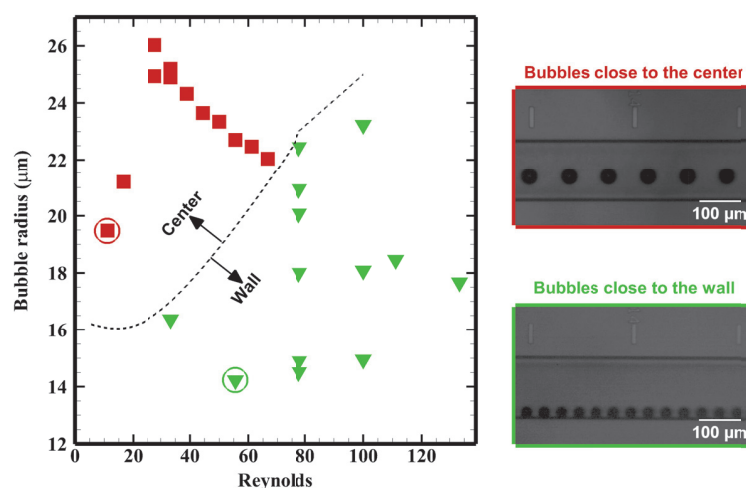 26
24
22
20
18
16
14
12
0
20
40
60
80
100
120
Bubble radius (μm)
Reynolds
Center
Wall
Bubbles close to the center
100 μm
Bubbles close to the wall
100 μm